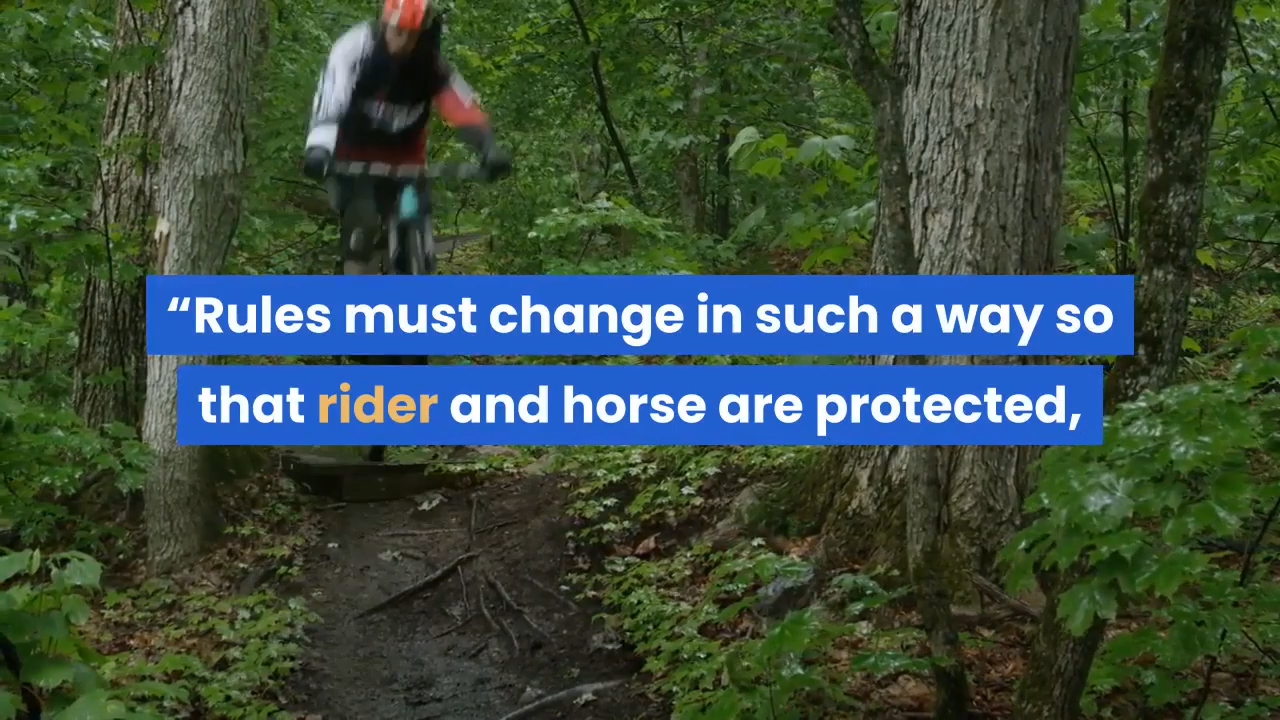 “Rules must change in such a way so
that rider and horse are protected,